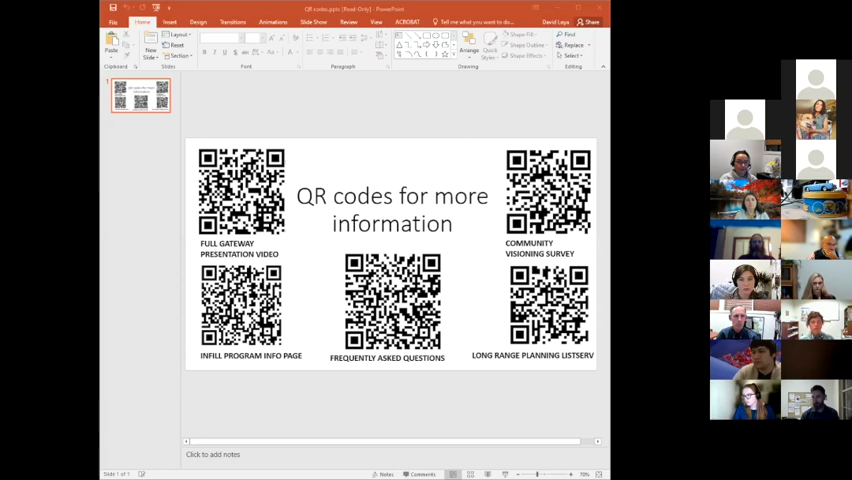 QR codes.pptx [Read-Only] - PowerPoint
David Loya
Share
File
Home
Insert
Design
Transitions
Animations
Slide Show
Review
View
ACROBAT
Tell me what you want to do...
Paste
New
Slide
Layout
Reset
Section
Arrange
Quick
Styles
Shape Fill
Shape Outline
Shape Effects
Find
Replace
Select
Clipboard
Slides
Font
Paragraph
Drawing
Editing
1
QR codes for more
information
FULL GATEWAY
PRESENTATION VIDEO
COMMUNITY
VISIONING SURVEY
INFILL PROGRAM INFO PAGE
FREQUENTLY ASKED QUESTIONS
LONG RANGE PLANNING LISTSERV
Click to add notes
Slide 1 of 1
Notes
Comments
78%